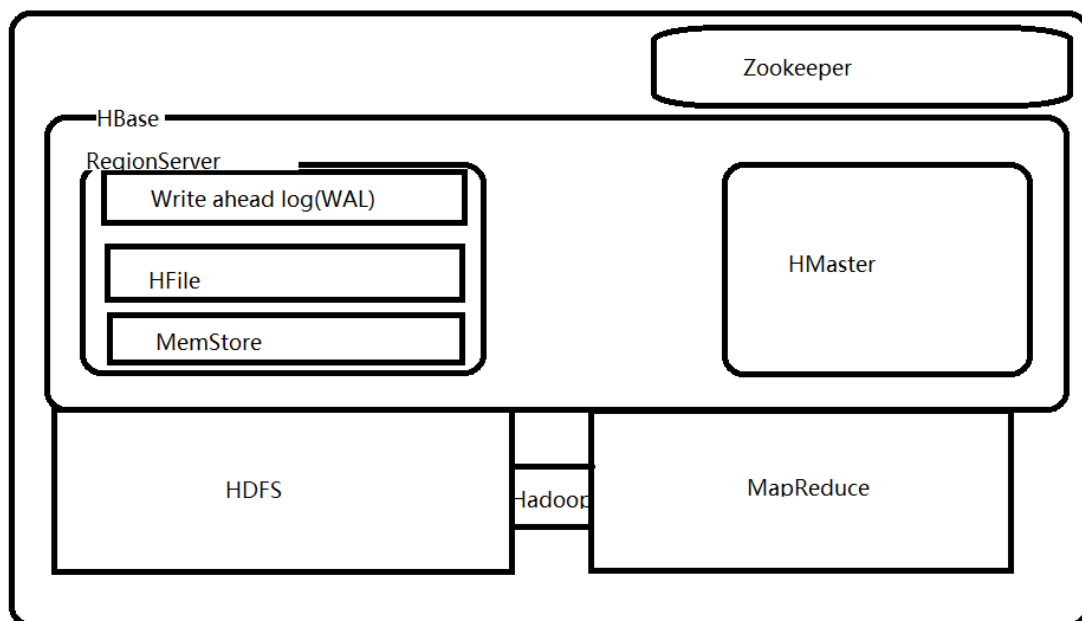 Zookeeper
HBase
RegionServer
Write ahead log(WAL)
HFile
MemStore
HMaster
HDFS
Hadoop
MapReduce